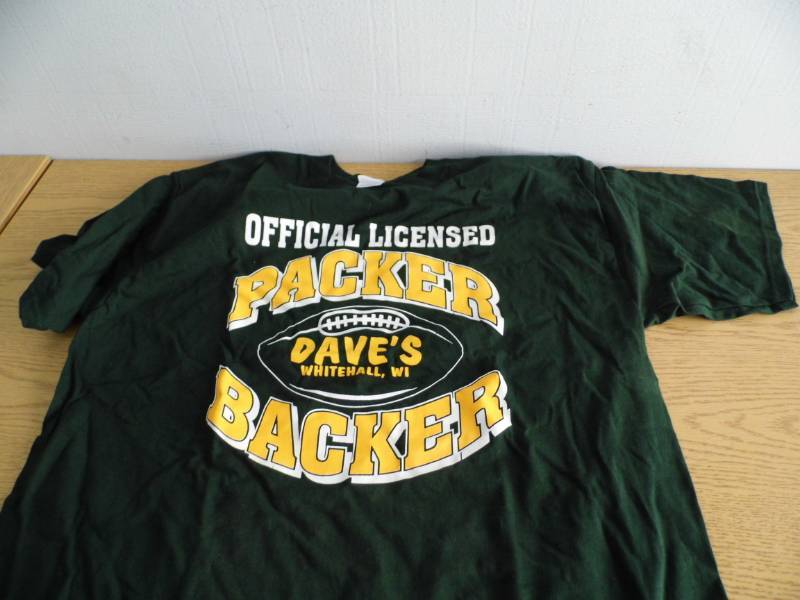 OFFICIAL LICENSED
PACKER
DAVE'S
WHITEHALL, WI
BACKER